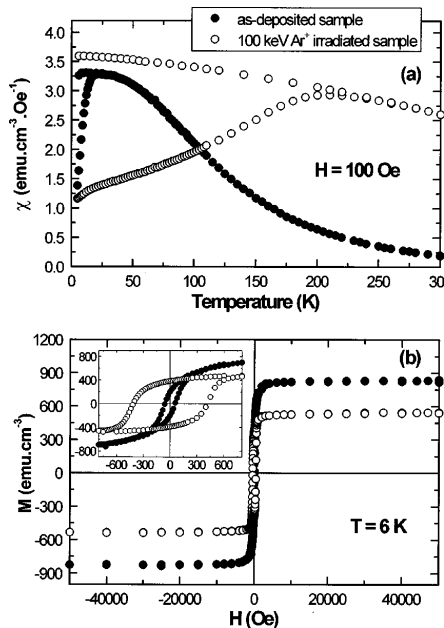 as-deposited sample
100 keV Ar⁺ irradiated sample
4.0
3.5
3.0
2.5
2.0
1.5
1.0
0.5
0.0
χ (emu.cm⁻³.Oe⁻¹)
(a)
H = 100 Oe
0 50 100 150 200 250 300
Temperature (K)
1200
900
600
300
0
-300
-600
-900
M (emu.cm⁻³)
800
400
0
-400
-800
-600 -300 0 300 600
(b)
T = 6 K
-40000 -20000 0 20000 40000
H (Oe)